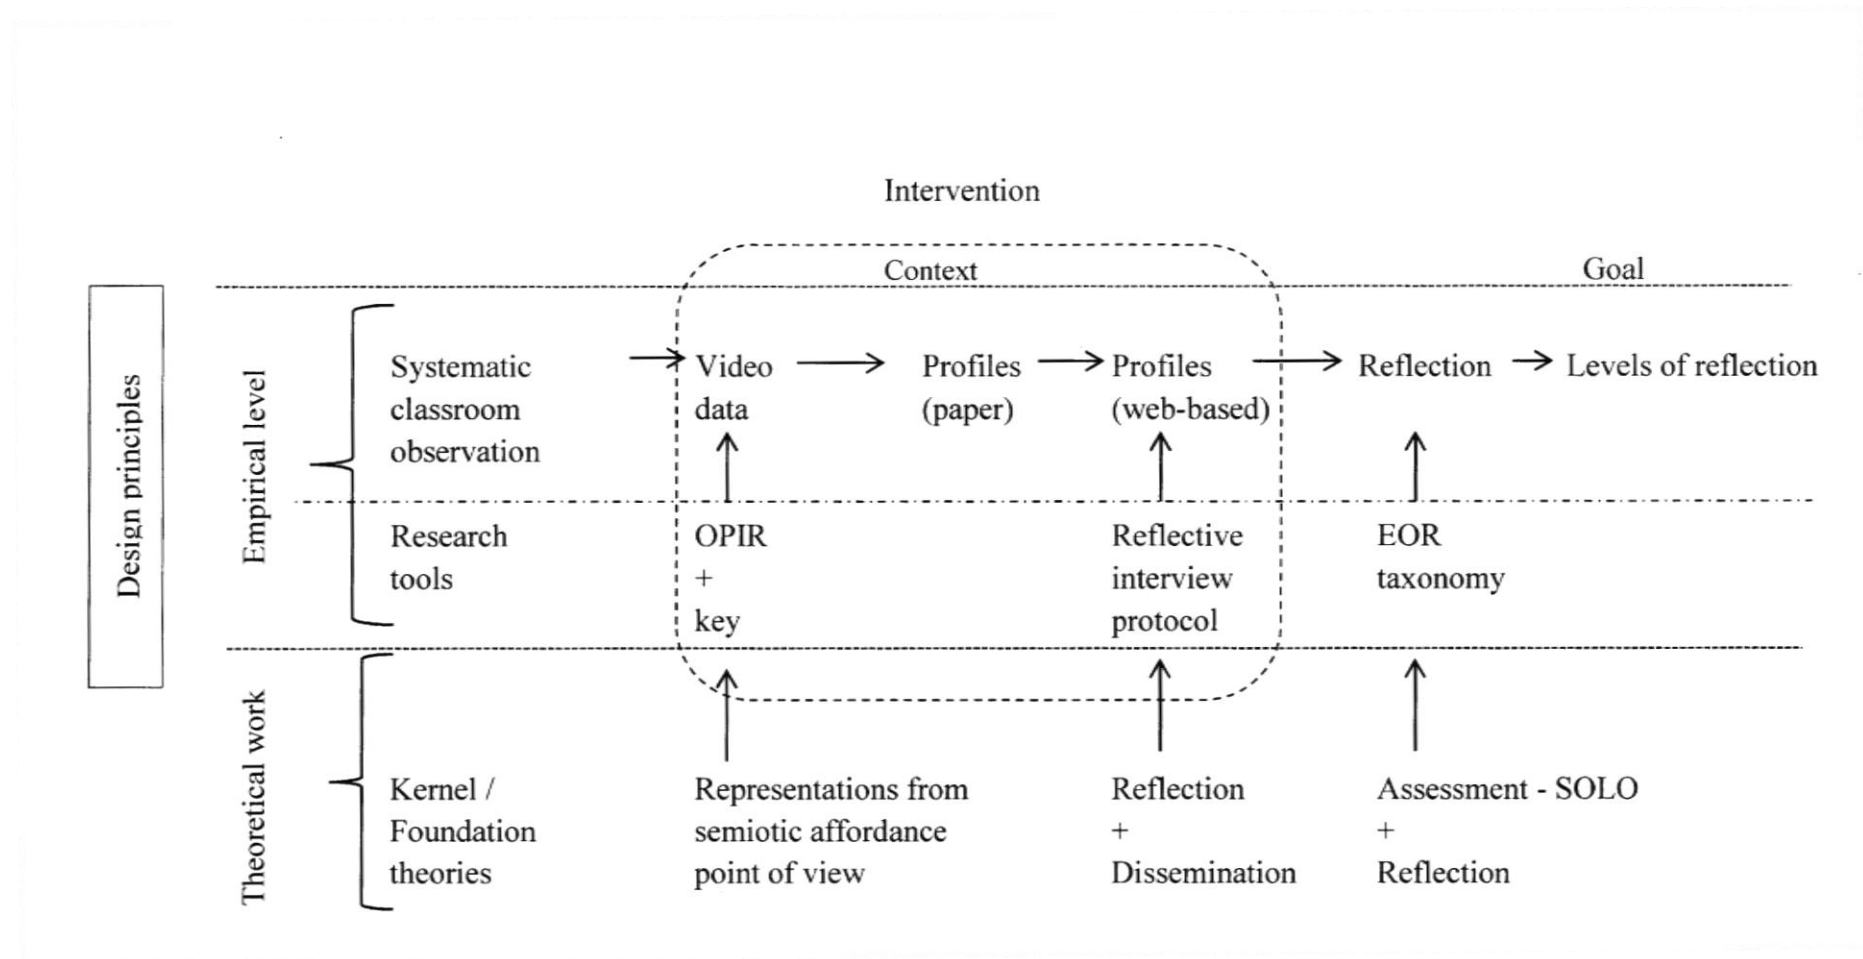 Intervention
Context
Goal
Design principles
Empirical level
Systematic
classroom
observation
Video
data
Profiles
(paper)
Profiles
(web-based)
Reflection
Levels of reflection
Research
tools
OPIR
+
key
Reflective
interview
protocol
EOR
taxonomy
Theoretical work
Kernel /
Foundation
theories
Representations from
semiotic affordance
point of view
Reflection
+
Dissemination
Assessment - SOLO
+
Reflection